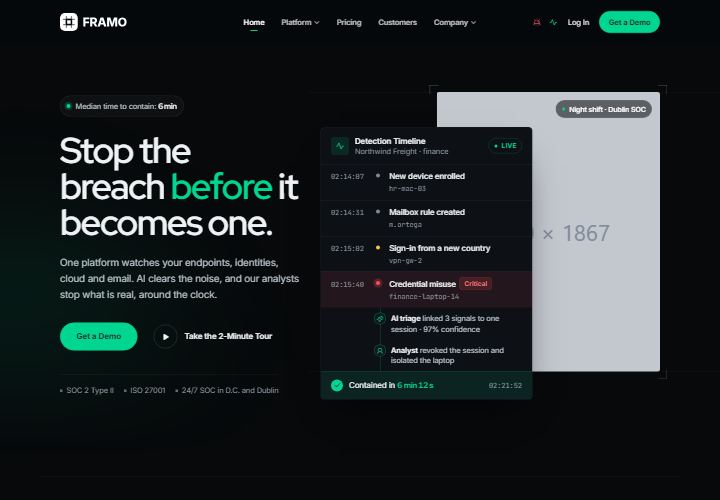 FRAMO
Home
Platform
Pricing
Customers
Company
Log In
Get a Demo
Median time to contain: 6 min
Stop the
breach before it
becomes one.
One platform watches your endpoints, identities,
cloud and email. AI clears the noise, and our analysts
stop what is real, around the clock.
Get a Demo
Take the 2-Minute Tour
SOC 2 Type II
ISO 27001
24/7 SOC in D.C. and Dublin
Night shift · Dublin SOC
× 1867
Detection Timeline
Northwind Freight · finance
LIVE
02:14:07 New device enrolled
hr-mac-03
02:14:31 Mailbox rule created
m.ortega
02:15:02 Sign-in from a new country
vpn-gw-2,
02:15:40 Credential misuse Critical
finance-laptop-14
AI triage linked 3 signals to one
session · 97% confidence
Analyst revoked the session and
isolated the laptop
Contained in 6 min 12 s
02:21:52